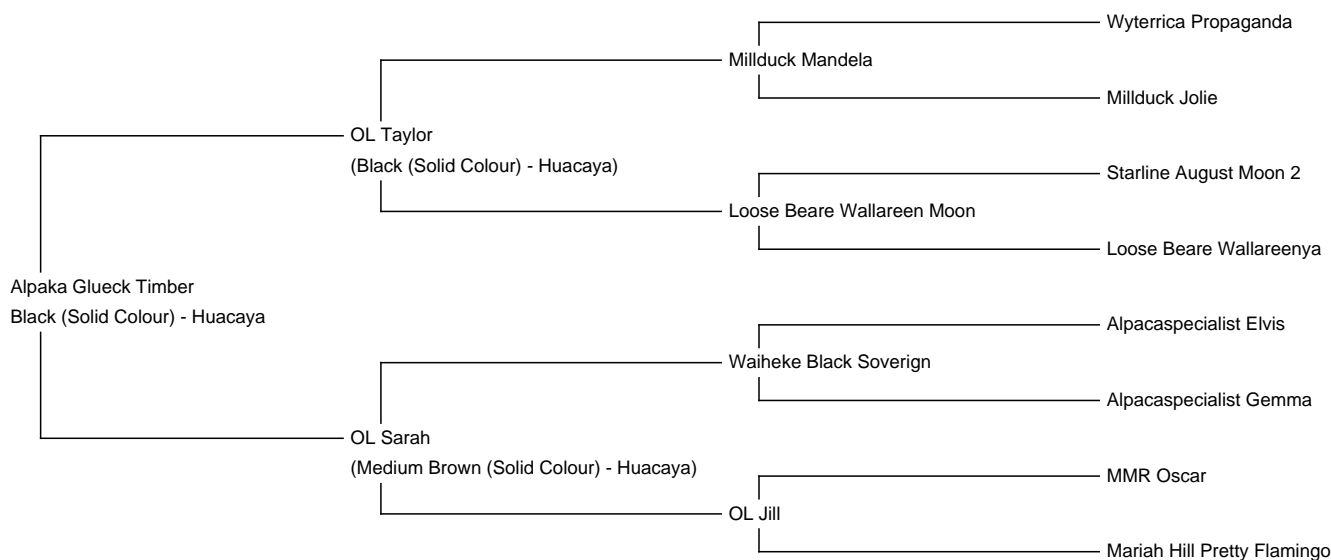 Wyterrica Propaganda
Millduck Mandela
Millduck Jolie
OL Taylor
(Black (Solid Colour) - Huacaya)
Starline August Moon 2
Loose Beare Wallareen Moon
Loose Beare Wallareenya
Alpaka Glueck Timber
Black (Solid Colour) - Huacaya
Alpacaspecialist Elvis
Waiheke Black Soverign
Alpacaspecialist Gemma
OL Sarah
(Medium Brown (Solid Colour) - Huacaya)
MMR Oscar
OL Jill
Mariah Hill Pretty Flamingo